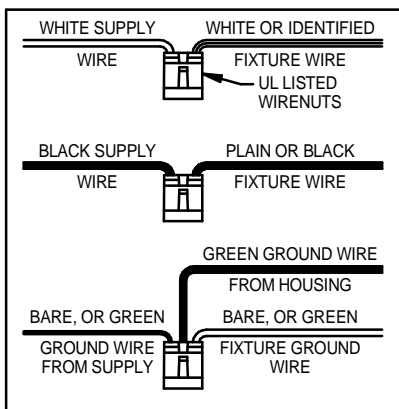 WHITE SUPPLY WHITE OR IDENTIFIED
WIRE FIXTURE WIRE
UL LISTED
WIRENUTS
BLACK SUPPLY PLAIN OR BLACK
WIRE FIXTURE WIRE
GREEN GROUND WIRE
FROM HOUSING
BARE, OR GREEN BARE, OR GREEN
GROUND WIRE FIXTURE GROUND
FROM SUPPLY WIRE